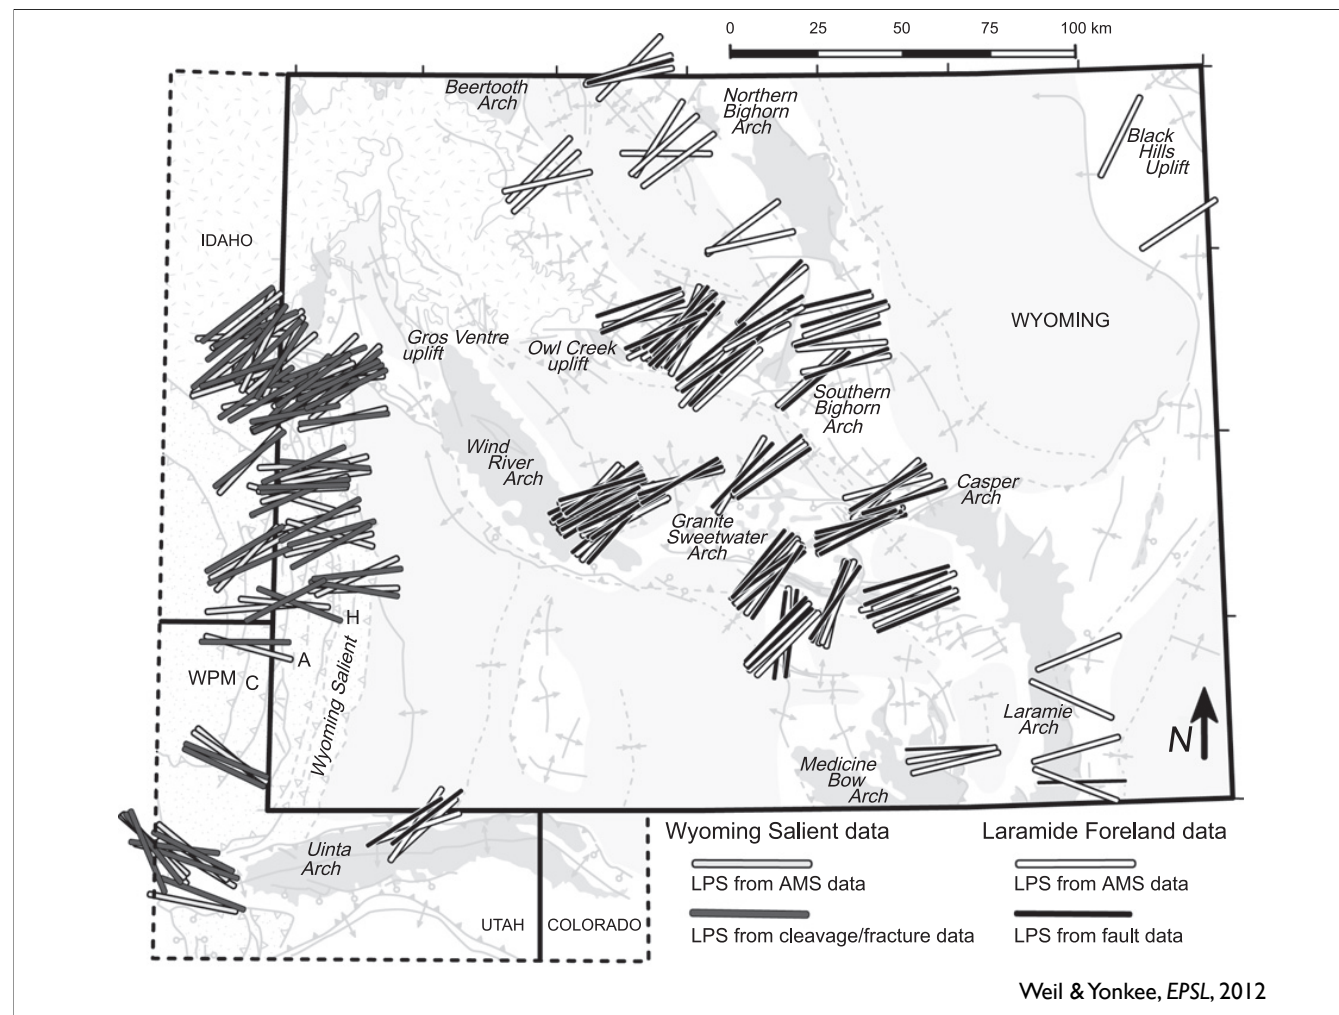 0 25 50 75 100 km
Beertooth
Arch
Northern
Bighorn
Arch
Black
Hills
Uplift
IDAHO
WYOMING
Gros Ventre
uplift
Owl Creek
uplift
Southern
Bighorn
Arch
Wind
River
Arch
Casper
Arch
Granite
Sweetwater
Arch
H
A
WPM C
Wyoming Salient
Laramie
Arch
N
Medicine
Bow
Arch
Uinta
Arch
UTAH
COLORADO
Wyoming Salient data
LPS from AMS data
LPS from cleavage/fracture data
Laramide Foreland data
LPS from AMS data
LPS from fault data
Weil & Yonkee, EPSL, 2012